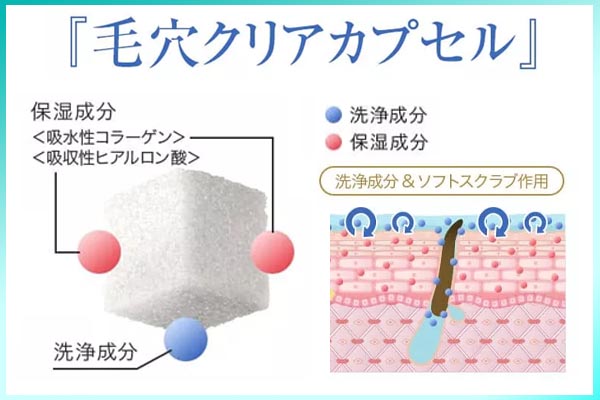 『毛穴クリアカプセル』
保湿成分
<吸水性コラーゲン>
<吸収性ヒアルロン酸>
洗浄成分
洗浄成分
保湿成分
洗浄成分&ソフトスクラブ作用